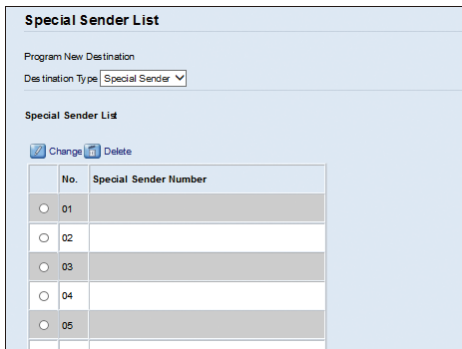 Special Sender List
Program New Destination
Destination Type Special Sender
Special Sender List
Change Delete
No. Special Sender Number
01
02
03
04
05